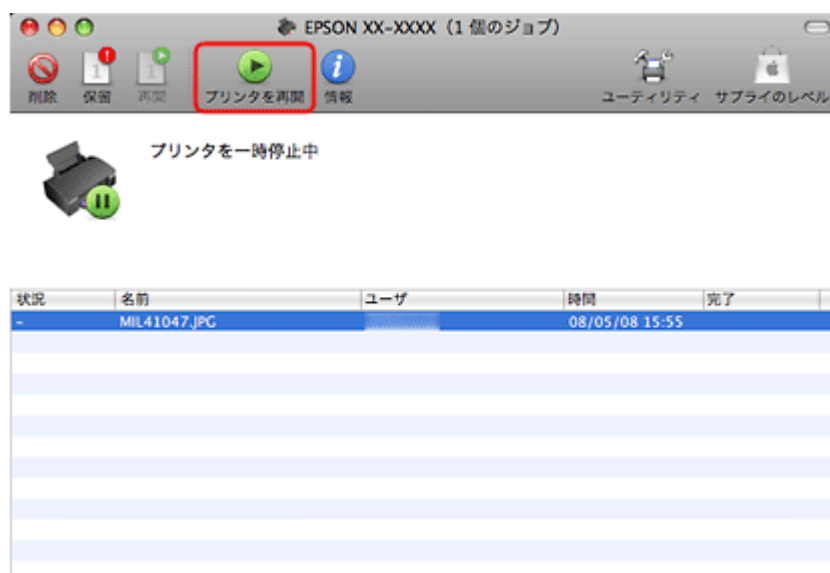 EPSON XX-XXXX（1 個のジョブ）
削除 保留 再開 プリンタを再開 情報 ユーティリティ サプライのレベル
プリンタを一時停止中
状況 名前 ユーザ 時間 完了
- MIL41047.JPG 08/05/08 15:55